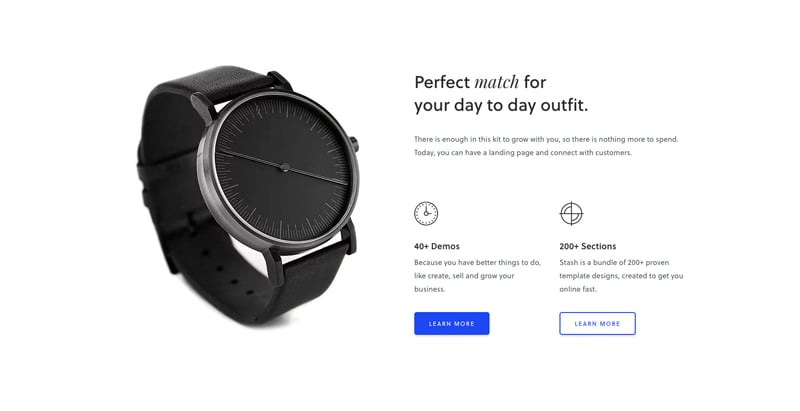 Perfect match for
your day to day outfit.
There is enough in this kit to grow with you, so there is nothing more to spend.
Today, you can have a landing page and connect with customers.
40+ Demos
Because you have better things to do,
like create, sell and grow your
business.
LEARN MORE
200+ Sections
Stash is a bundle of 200+ proven
template designs, created to get you
online fast.
LEARN MORE